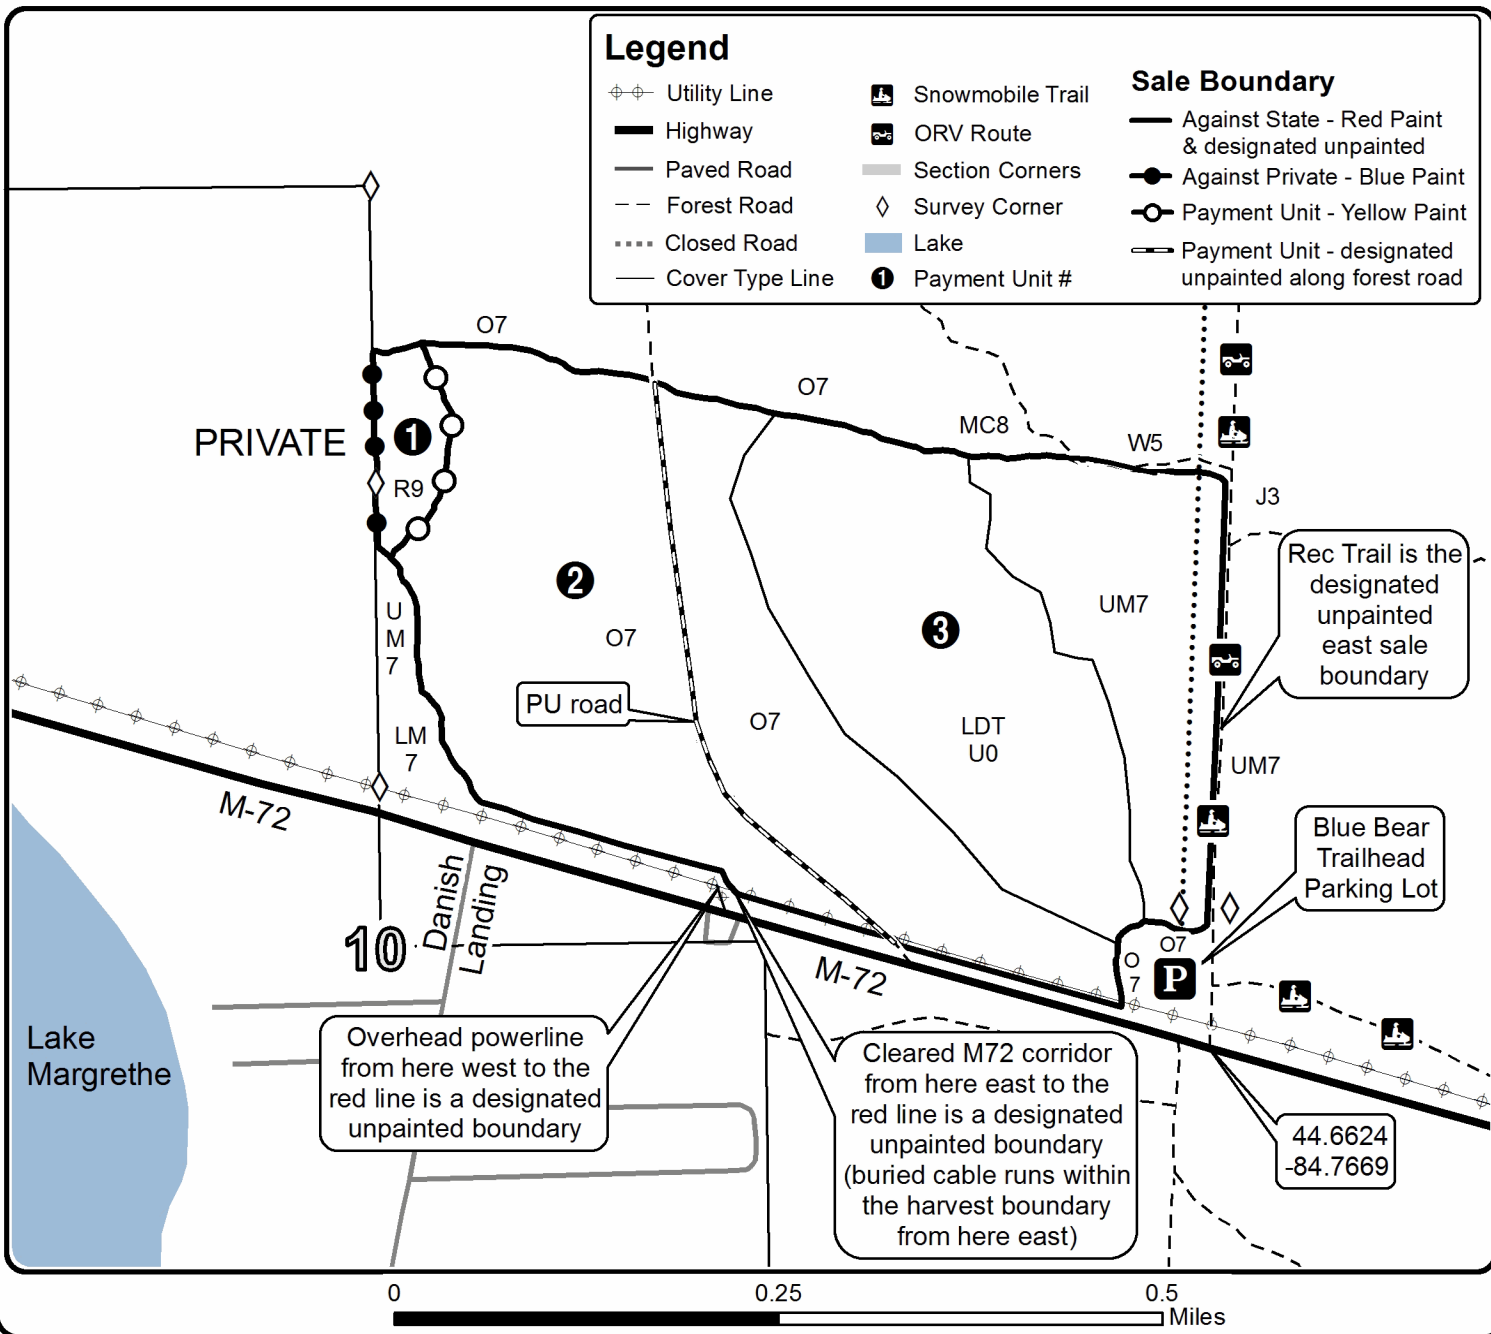 Legend
Utility Line
Highway
Paved Road
Forest Road
Closed Road
Cover Type Line
Snowmobile Trail
ORV Route
Section Corners
Survey Corner
Lake
1 Payment Unit #
Sale Boundary
Against State - Red Paint
& designated unpainted
Against Private - Blue Paint
Payment Unit - Yellow Paint
Payment Unit - designated
unpainted along forest road
O7
O7
MC8
W5
J3
PRIVATE
1
R9
Rec Trail is the
designated
unpainted
east sale
boundary
2
3
UM7
U
M
7
O7
PU road
O7
LDT
U0
LM
7
UM7
M-72
Blue Bear
Trailhead
Parking Lot
Danish
Landing
10
O7
O
7
P
M-72
Lake
Margrethe
Overhead powerline
from here west to the
red line is a designated
unpainted boundary
Cleared M72 corridor
from here east to the
red line is a designated
unpainted boundary
(buried cable runs within
the harvest boundary
from here east)
44.6624
-84.7669
0 0.25 0.5
Miles